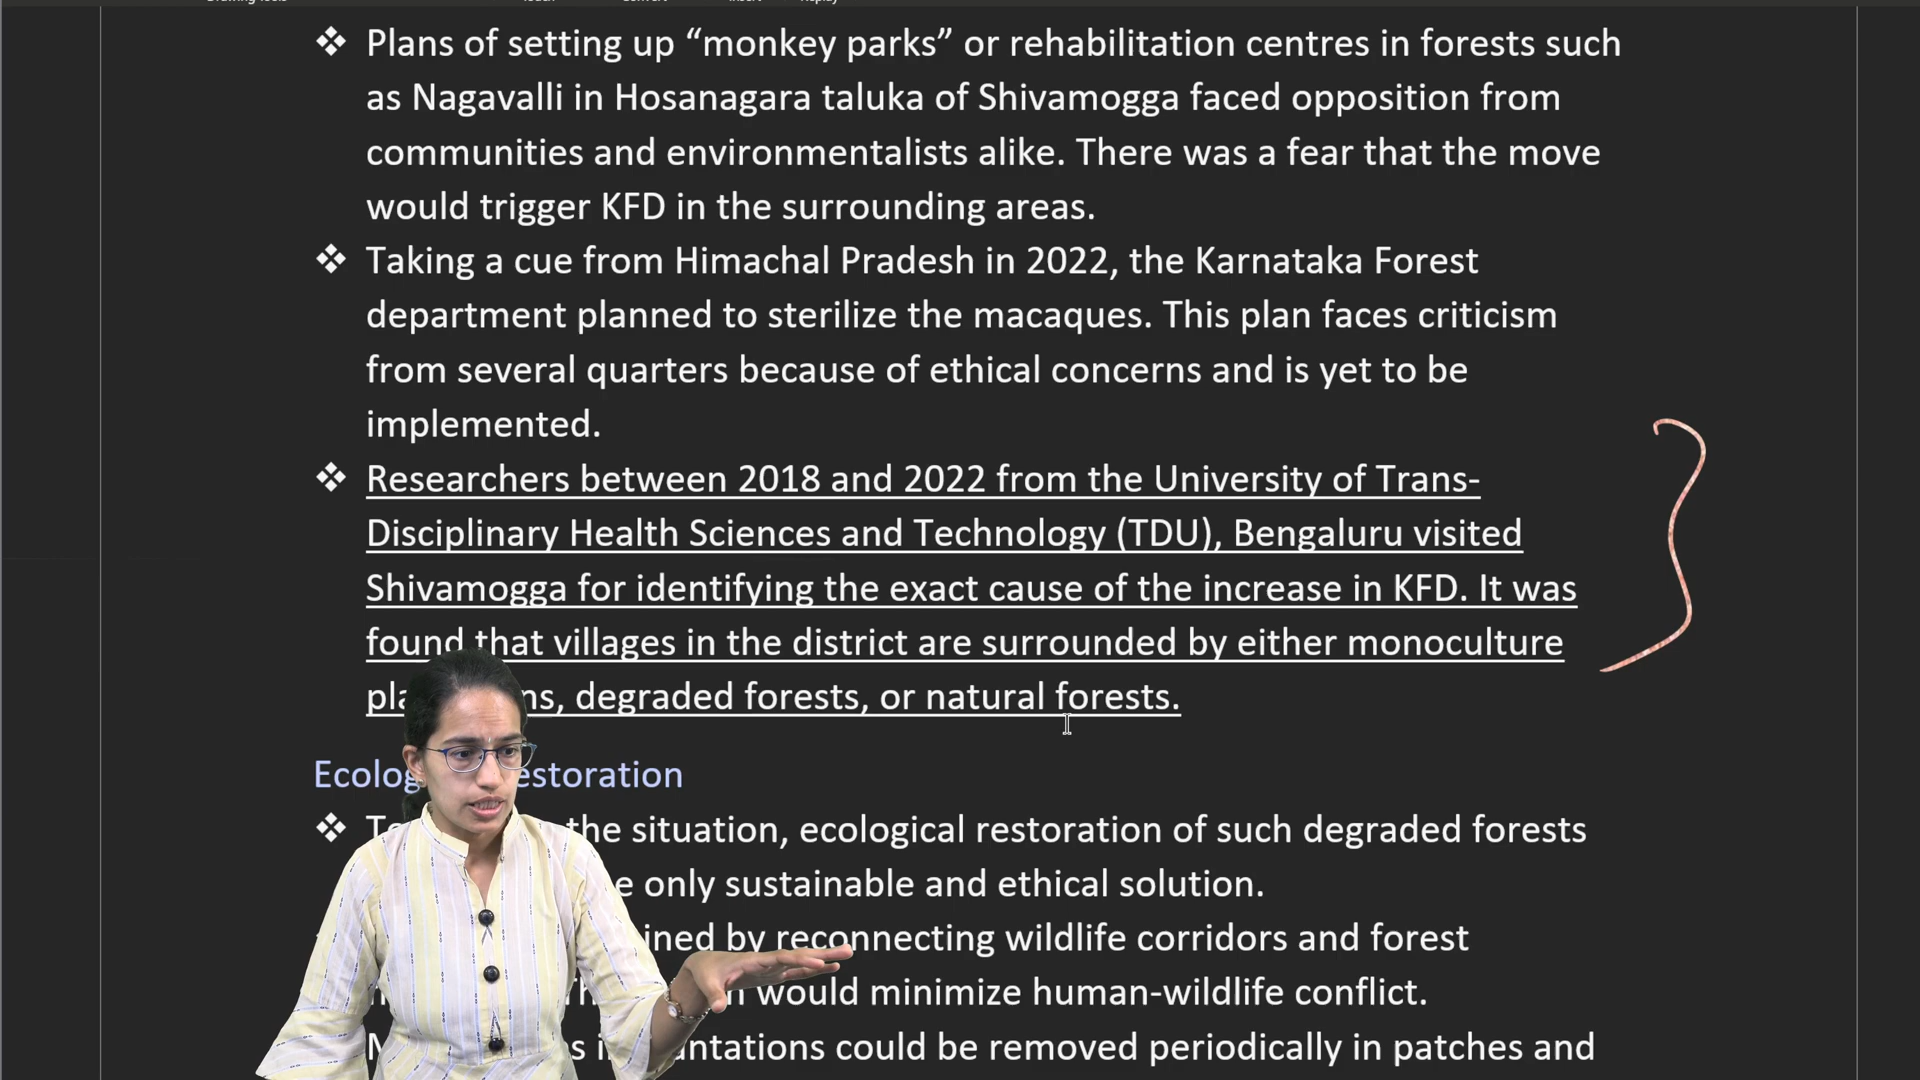 ❖ Plans of setting up “monkey parks” or rehabilitation centres in forests such
as Nagavalli in Hosanagara taluka of Shivamogga faced opposition from
communities and environmentalists alike. There was a fear that the move
would trigger KFD in the surrounding areas.
❖ Taking a cue from Himachal Pradesh in 2022, the Karnataka Forest
department planned to sterilize the macaques. This plan faces criticism
from several quarters because of ethical concerns and is yet to be
implemented.
❖ Researchers between 2018 and 2022 from the University of Trans-
Disciplinary Health Sciences and Technology (TDU), Bengaluru visited
Shivamogga for identifying the exact cause of the increase in KFD. It was
found that villages in the district are surrounded by either monoculture
degraded forests, or natural forests.
❖ the situation, ecological restoration of such degraded forests
only sustainable and ethical solution.
by reconnecting wildlife corridors and forest
would minimize human-wildlife conflict.
could be removed periodically in patches and